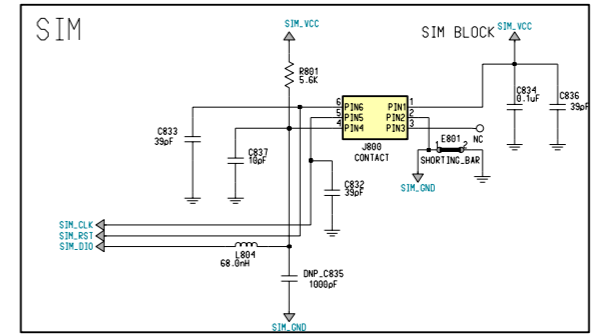 SIM
SIM_VCC
SIM BLOCK
SIM_VCC
R801
5.6K
C834
0.1uF
C836
39pF
6 PIN6 PIN1 1
5 PIN5 PIN2 2
4 PIN4 PIN3 3
C833
39pF
C837
10pF
J800
CONTACT
E801
1 2
NC
SHORTING_BAR
C832
39pF
SIM_GND
SIM_CLK
SIM_RST
SIM_DIO
L804
68.0nH
DNP_C835
1000pF
SIM_GND